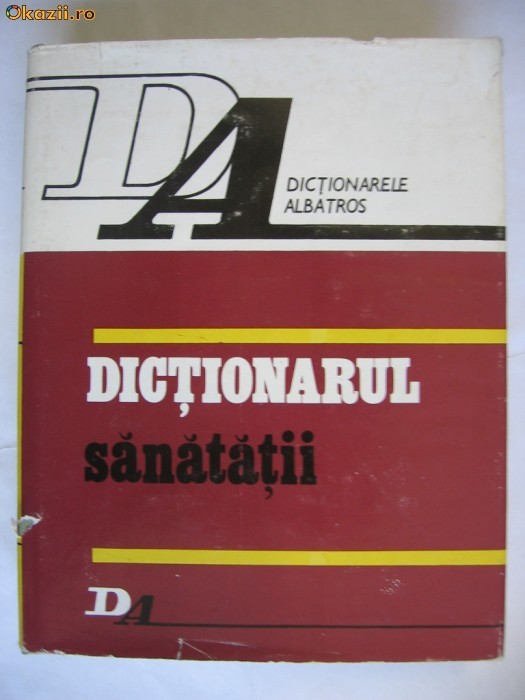 Okazii.ro
DA
DICȚIONARELE
ALBATROS
DICȚIONARUL
sănătății
DA